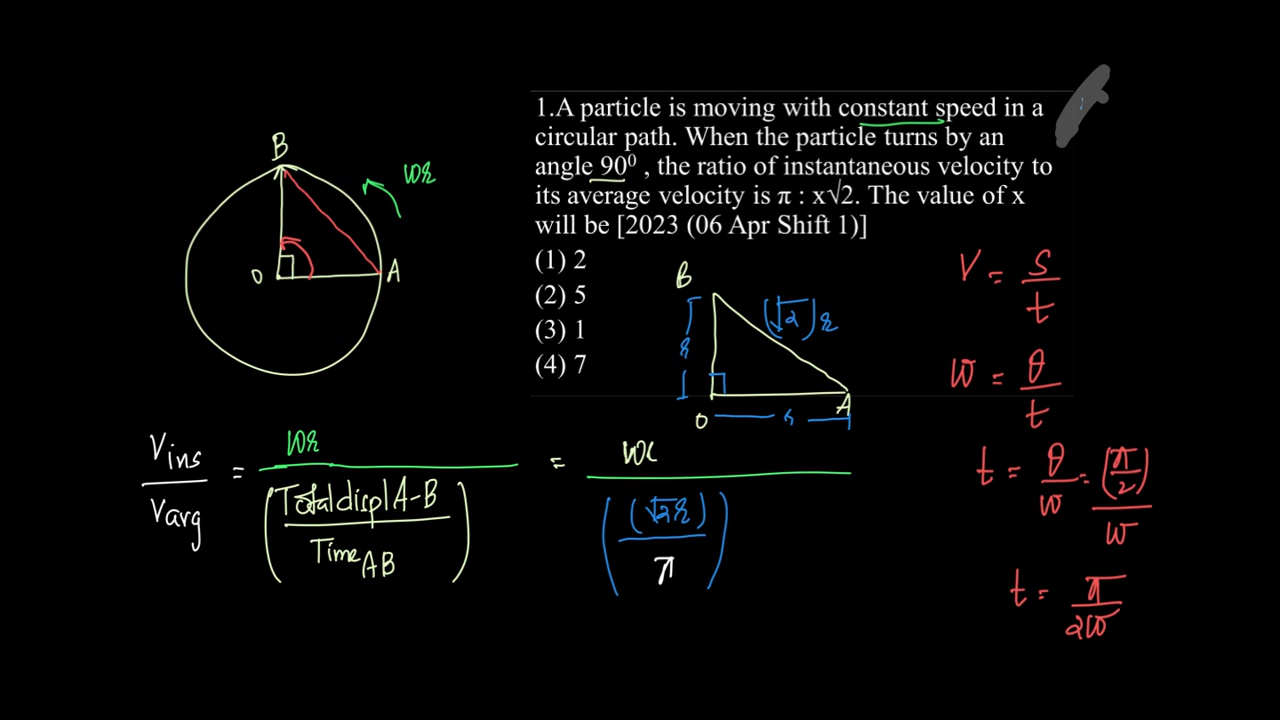 B
ωr
O
A
1.A particle is moving with constant speed in a
circular path. When the particle turns by an
angle 90⁰ , the ratio of instantaneous velocity to
its average velocity is π : x√2. The value of x
will be [2023 (06 Apr Shift 1)]
(1) 2
(2) 5
(3) 1
(4) 7
B
(√2) r
r
O
r
A
V = S / t
ω = θ / t
t = θ / ω = (π/2) / ω
t = π / 2ω
Vins / Varg = ωr / (Total displ A-B / Time AB) = ω / ((√2r) / π)